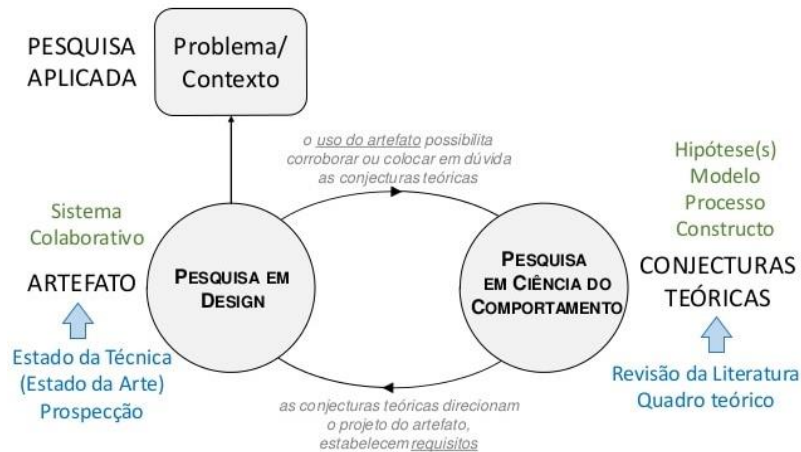 PESQUISA
APLICADA
Problema/
Contexto
o uso do artefato possibilita
corroborar ou colocar em dúvida
as conjecturas teóricas
Hipótese(s)
Modelo
Processo
Constructo
Sistema
Colaborativo
ARTEFATO
PESQUISA EM
DESIGN
PESQUISA
EM CIÊNCIA DO
COMPORTAMENTO
CONJECTURAS
TEÓRICAS
Estado da Técnica
(Estado da Arte)
Prospecção
Revisão da Literatura
Quadro teórico
as conjecturas teóricas direcionam
o projeto do artefato,
estabelecem requisitos